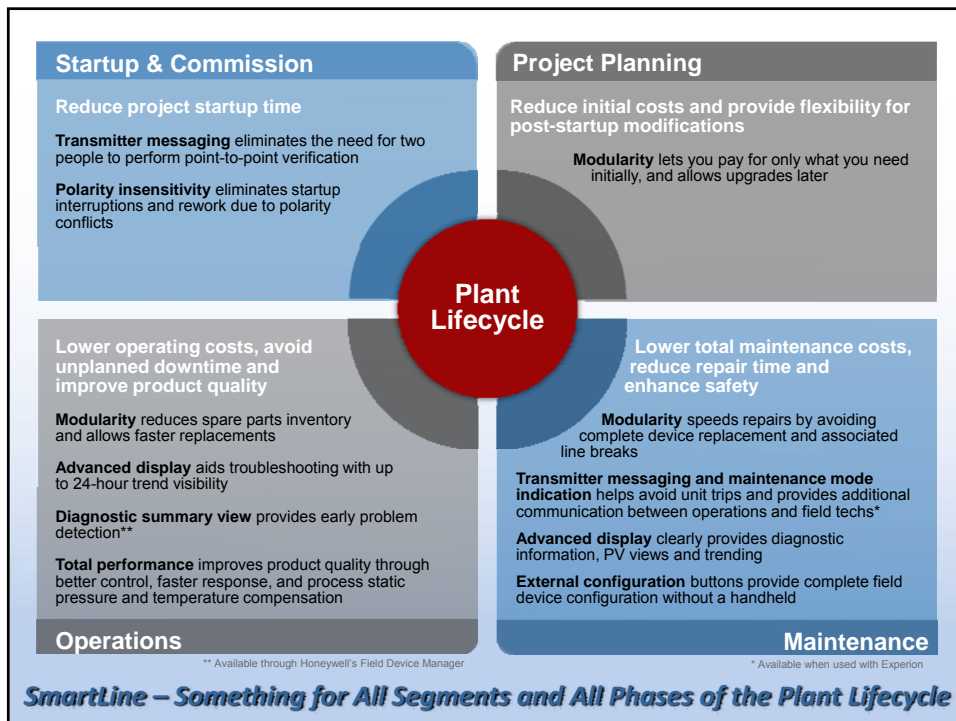 Startup & Commission
Reduce project startup time
Transmitter messaging eliminates the need for two
people to perform point-to-point verification
Polarity insensitivity eliminates startup
interruptions and rework due to polarity
conflicts
Project Planning
Reduce initial costs and provide flexibility for
post-startup modifications
Modularity lets you pay for only what you need
initially, and allows upgrades later
Plant
Lifecycle
Lower operating costs, avoid
unplanned downtime and
improve product quality
Modularity reduces spare parts inventory
and allows faster replacements
Advanced display aids troubleshooting with up
to 24-hour trend visibility
Diagnostic summary view provides early problem
detection**
Total performance improves product quality through
better control, faster response, and process static
pressure and temperature compensation
Operations
** Available through Honeywell's Field Device Manager
Lower total maintenance costs,
reduce repair time and
enhance safety
Modularity speeds repairs by avoiding
complete device replacement and associated
line breaks
Transmitter messaging and maintenance mode
indication helps avoid unit trips and provides additional
communication between operations and field techs*
Advanced display clearly provides diagnostic
information, PV views and trending
External configuration buttons provide complete field
device configuration without a handheld
Maintenance
* Available when used with Experion
SmartLine – Something for All Segments and All Phases of the Plant Lifecycle